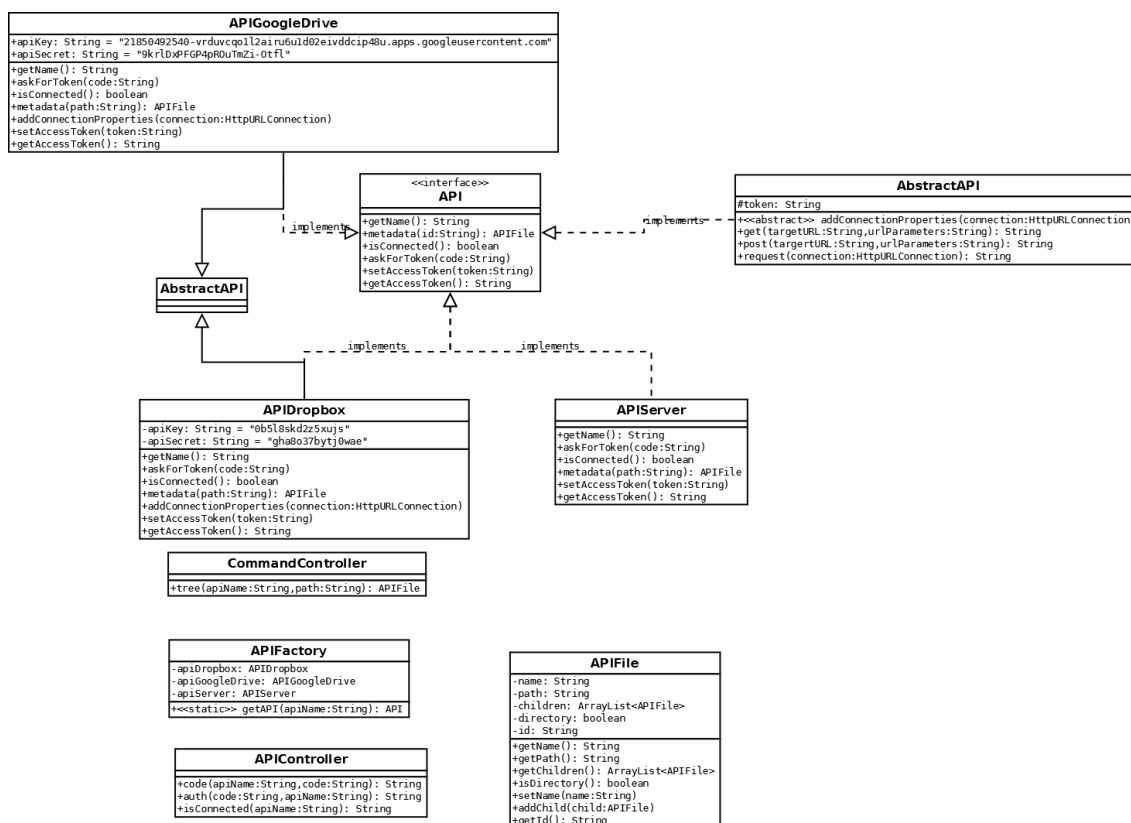 APIGoogleDrive
+apiKey: String = "21850492540-vrduvcqo1l2airu6u1d02eivddcip48u.apps.googleusercontent.com"
+apiSecret: String = "9krlDxPFGP4pROuTmZi-Otfl"
+getName(): String
+askForToken(code:String)
+isConnected(): boolean
+metadata(path:String): APIFile
+addConnectionProperties(connection:HttpURLConnection)
+setAccessToken(token:String)
+getAccessToken(): String
<<interface>>
API
+getName(): String
+metadata(id:String): APIFile
+isConnected(): boolean
+askForToken(code:String)
+setAccessToken(token:String)
+getAccessToken(): String
implements
implements
AbstractAPI
#token: String
+<<abstract>> addConnectionProperties(connection:HttpURLConnection
+get(targetURL:String,urlParameters:String): String
+post(targertURL:String,urlParameters:String): String
+request(connection:HttpURLConnection): String
AbstractAPI
implements
implements
APIDropbox
-apiKey: String = "0b5l8skd2z5xujs"
-apiSecret: String = "gha8o37bytj0wae"
+getName(): String
+askForToken(code:String)
+isConnected(): boolean
+metadata(path:String): APIFile
+addConnectionProperties(connection:HttpURLConnection)
+setAccessToken(token:String)
+getAccessToken(): String
APIServer
+getName(): String
+askForToken(code:String)
+isConnected(): boolean
+metadata(path:String): APIFile
+setAccessToken(token:String)
+getAccessToken(): String
CommandController
+tree(apiName:String,path:String): APIFile
APIFactory
-apiDropbox: APIDropbox
-apiGoogleDrive: APIGoogleDrive
-apiServer: APIServer
+<<static>> getAPI(apiName:String): API
APIController
+code(apiName:String,code:String): String
+auth(code:String,apiName:String): String
+isConnected(apiName:String): String
APIFile
-name: String
-path: String
-children: ArrayList<APIFile>
-directory: boolean
-id: String
+getName(): String
+getPath(): String
+getChildren(): ArrayList<APIFile>
+isDirectory(): boolean
+setName(name:String)
+addChild(child:APIFile)
+getId(): String